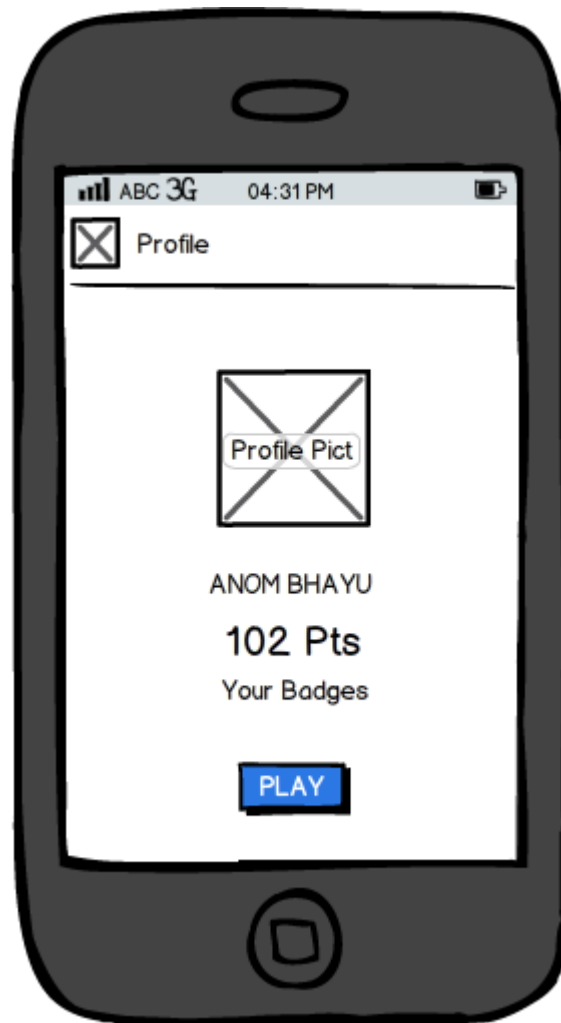 ABC 3G 04:31 PM
Profile
Profile Pict
ANOM BHAYU
102 Pts
Your Badges
PLAY